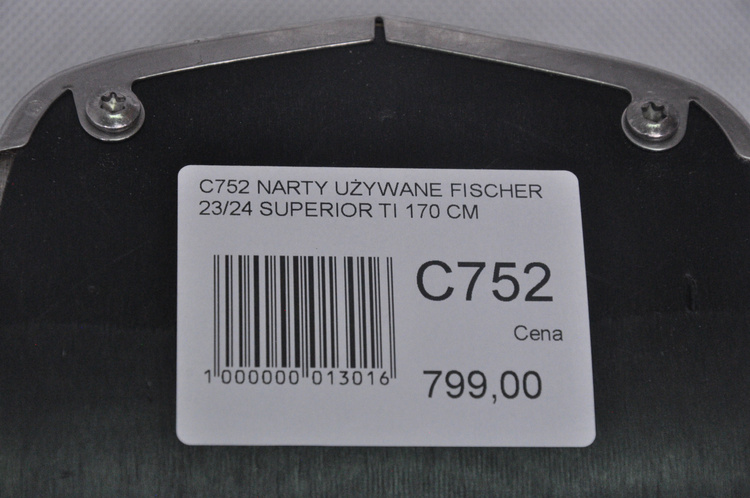 C752 NARTY UŻYWANE FISCHER
23/24 SUPERIOR TI 170 CM
C752
Cena
799,00
1 000000 013016